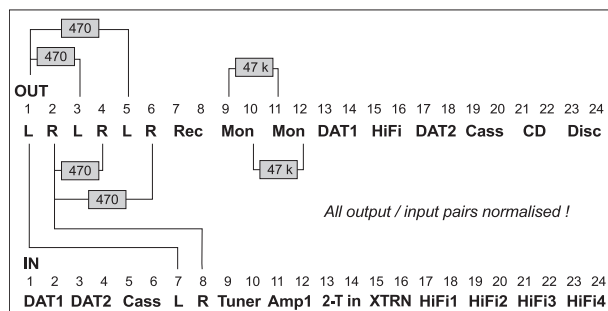 470
470
47 k
OUT
1 2 3 4 5 6 7 8 9 10 11 12 13 14 15 16 17 18 19 20 21 22 23 24
L R L R L R Rec Mon Mon DAT1 HiFi DAT2 Cass CD Disc
470
47 k
470
All output / input pairs normalised !
IN
1 2 3 4 5 6 7 8 9 10 11 12 13 14 15 16 17 18 19 20 21 22 23 24
DAT1 DAT2 Cass L R Tuner Amp1 2-T in XTRN HiFi1 HiFi2 HiFi3 HiFi4